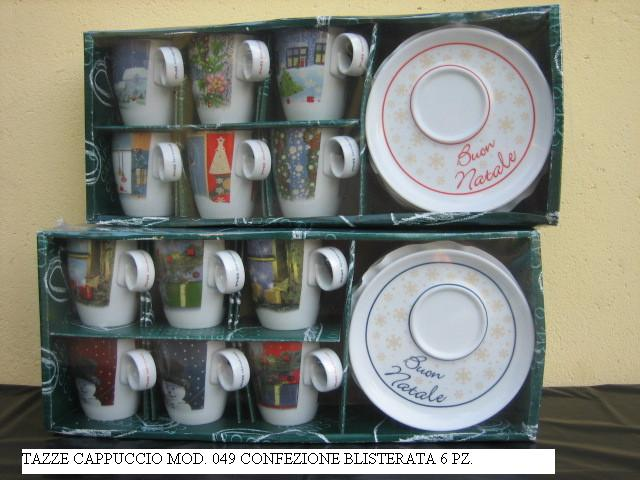 Buon
Natale
Buon
Natale
TAZZE CAPPUCCIO MOD. 049 CONFEZIONE BLISTERATA 6 PZ.